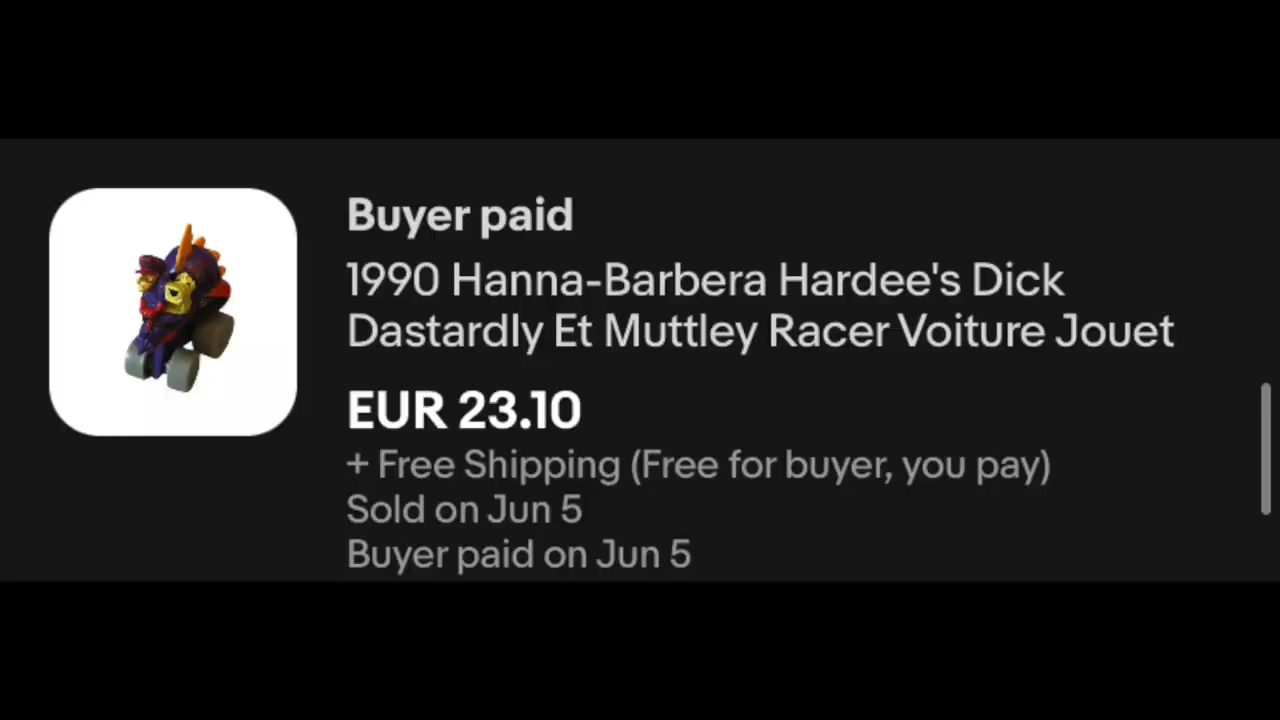 Buyer paid
1990 Hanna-Barbera Hardee's Dick
Dastardly Et Muttley Racer Voiture Jouet
EUR 23.10
+ Free Shipping (Free for buyer, you pay)
Sold on Jun 5
Buyer paid on Jun 5